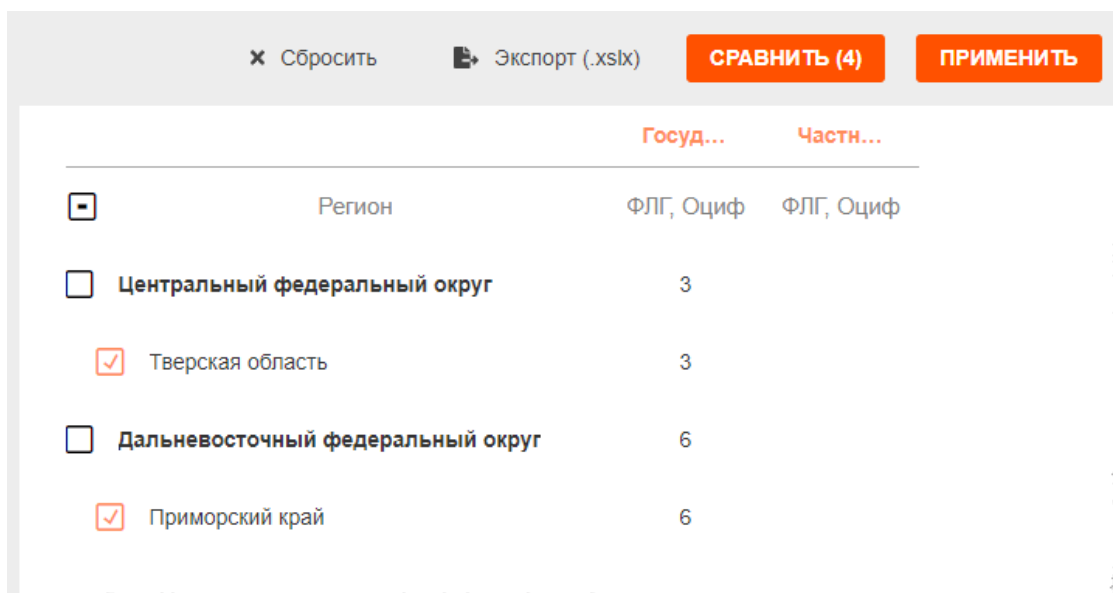 Сбросить Экспорт (.xslx) СРАВНИТЬ (4) ПРИМЕНИТЬ
Госуд... Частн...
Регион ФЛГ, Оциф ФЛГ, Оциф
Центральный федеральный округ 3
Тверская область 3
Дальневосточный федеральный округ 6
Приморский край 6